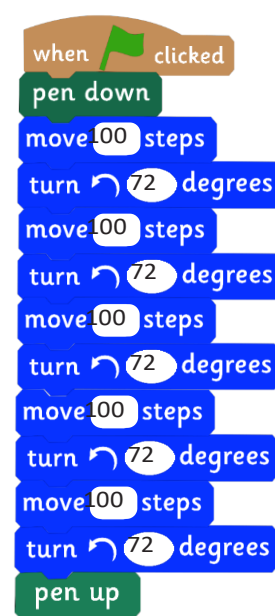 when clicked
pen down
move 100 steps
turn 72 degrees
move 100 steps
turn 72 degrees
move 100 steps
turn 72 degrees
move 100 steps
turn 72 degrees
move 100 steps
turn 72 degrees
pen up